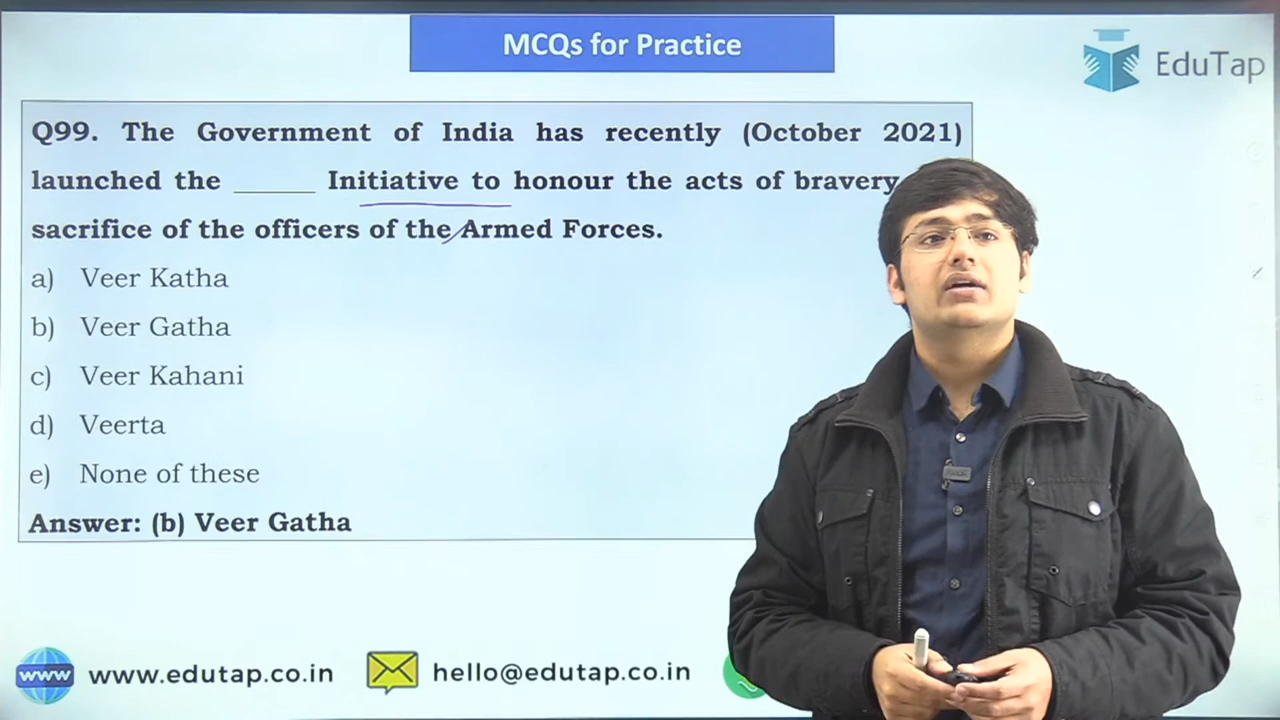 MCQs for Practice
EduTap
Q99. The Government of India has recently (October 2021)
launched the ______ Initiative to honour the acts of bravery
sacrifice of the officers of the Armed Forces.
a) Veer Katha
b) Veer Gatha
c) Veer Kahani
d) Veerta
e) None of these
Answer: (b) Veer Gatha
www www.edutap.co.in hello@edutap.co.in